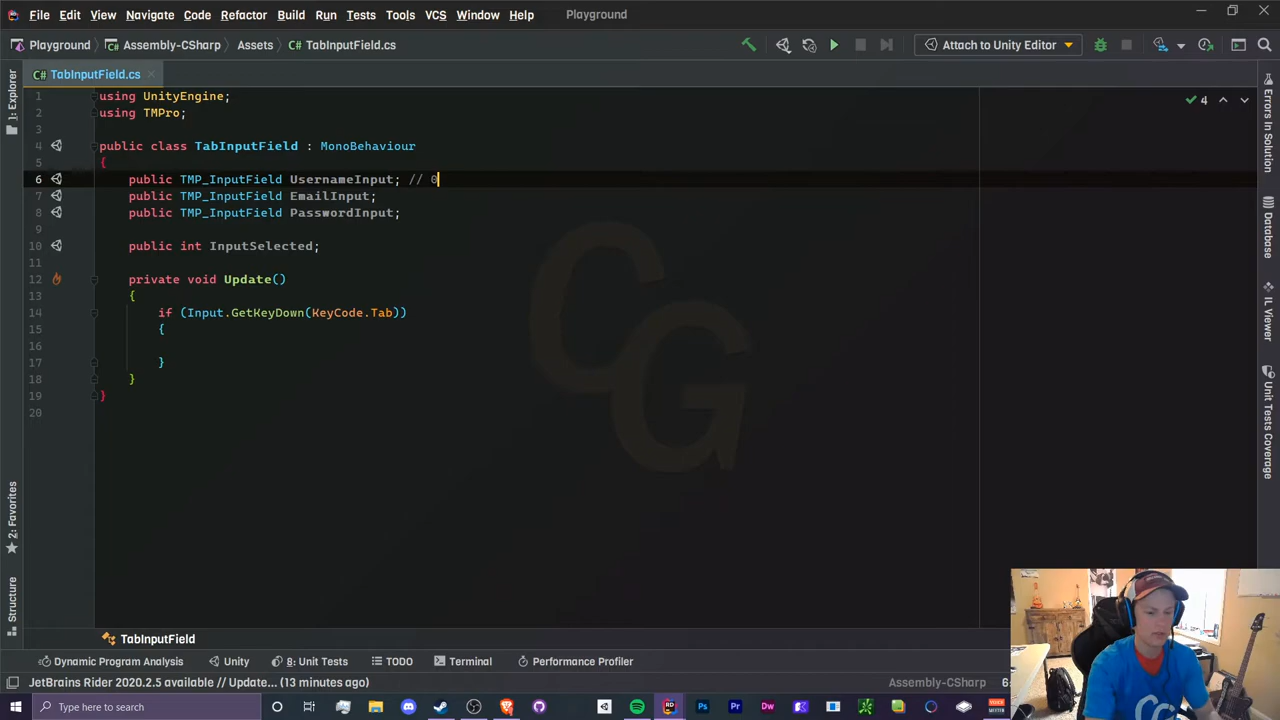 File Edit View Navigate Code Refactor Build Run Tests Tools VCS Window Help Playground
Playground Assembly-CSharp Assets C# TabInputField.cs Attach to Unity Editor
C# TabInputField.cs
1 using UnityEngine; 4
2 using TMPro;
3
4 public class TabInputField : MonoBehaviour
5 {
6 public TMP_InputField UsernameInput; // 0
7 public TMP_InputField EmailInput;
8 public TMP_InputField PasswordInput;
9
10 public int InputSelected;
11
12 private void Update()
13 {
14 if (Input.GetKeyDown(KeyCode.Tab))
15 {
16
17 }
18 }
19 }
20
CG
1: Explorer
2: Favorites
Structure
Errors In Solution
Database
IL Viewer
Unit Tests Coverage
TabInputField
Dynamic Program Analysis Unity 8: Unit Tests TODO Terminal Performance Profiler
JetBrains Rider 2020.2.5 available // Update... (13 minutes ago) Assembly-CSharp 6:
Type here to search